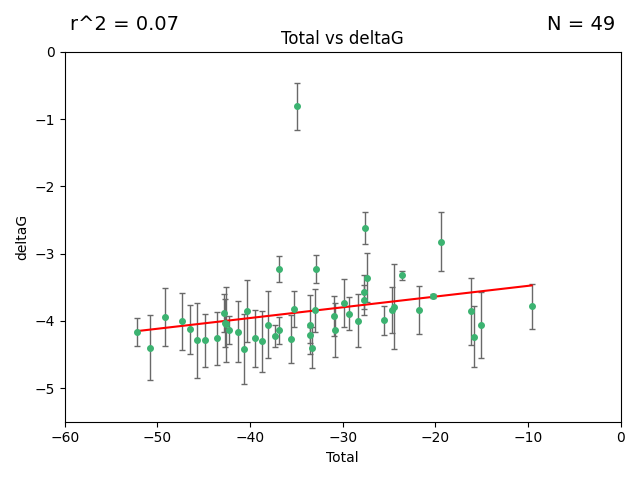 r^2 = 0.07
N = 49
Total vs deltaG
0
−1
−2
−3
−4
−5
deltaG
−60
−50
−40
−30
−20
−10
0
Total